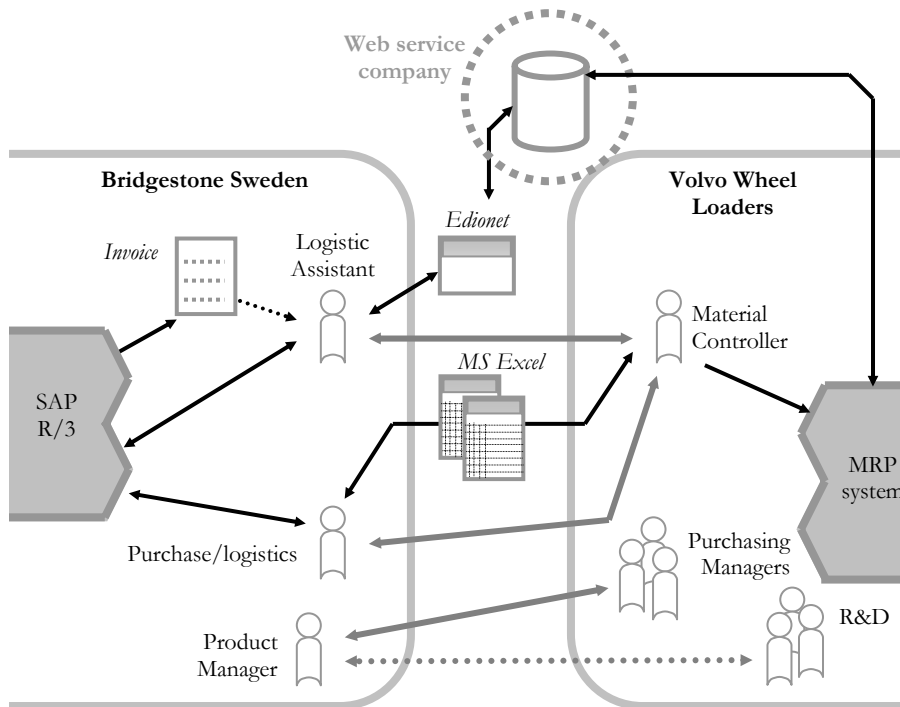 Web service
company
Bridgestone Sweden
Volvo Wheel
Loaders
Edionet
Invoice
Logistic
Assistant
Material
Controller
MS Excel
SAP
R/3
MRP
system
Purchase/logistics
Purchasing
Managers
R&D
Product
Manager